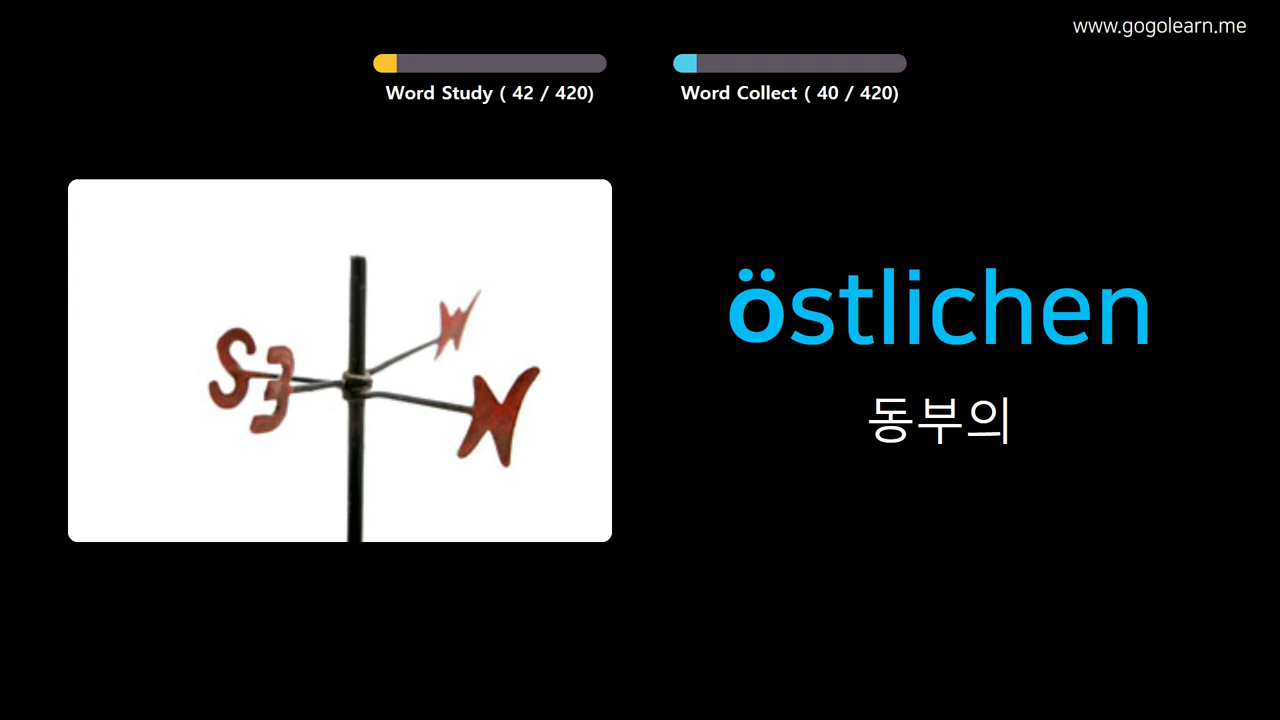 www.gogolearn.me
Word Study ( 42 / 420)
Word Collect ( 40 / 420)
östlichen
동부의
S
E
W
N